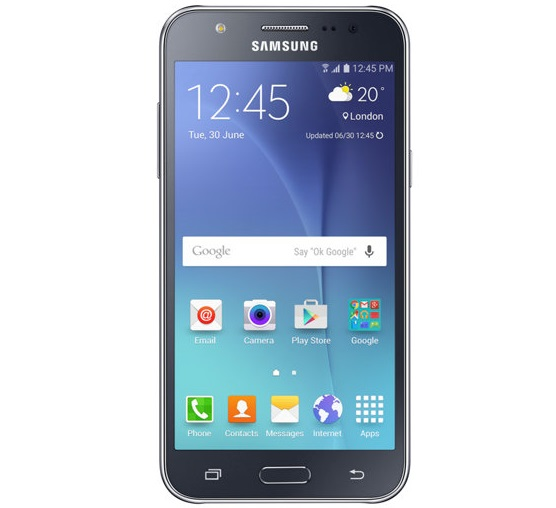 SAMSUNG
12:45 PM
12:45
20°
London
Tue, 30 June
Updated 06/30 12:45
Google
Say "Ok Google"
Email
Camera
Play Store
Google
Phone
Contacts
Messages
Internet
Apps